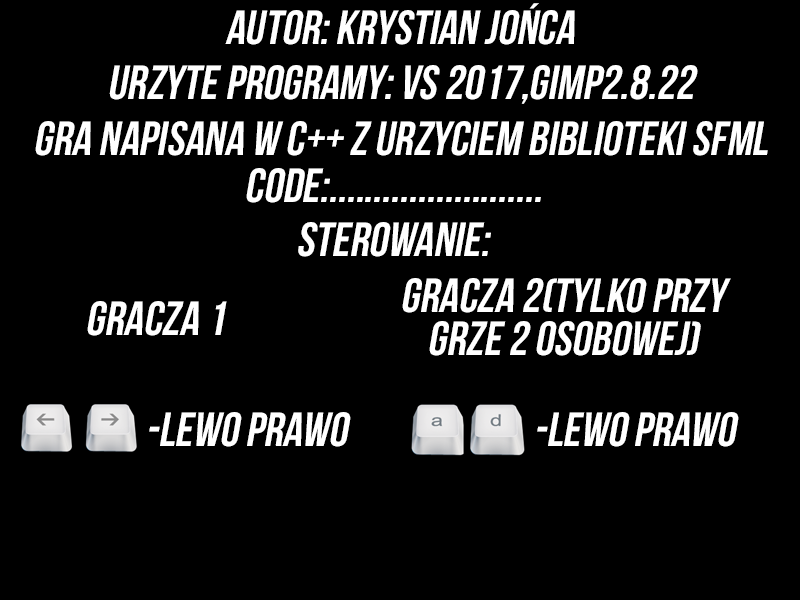 AUTOR: KRYSTIAN JOŃCA
URZYTE PROGRAMY: VS 2017,GIMP2.8.22
GRA NAPISANA W C++ Z URZYCIEM BIBLIOTEKI SFML
CODE:.........................
STEROWANIE:
GRACZA 1
GRACZA 2(TYLKO PRZY
GRZE 2 OSOBOWEJ)
← → -LEWO PRAWO
a d -LEWO PRAWO